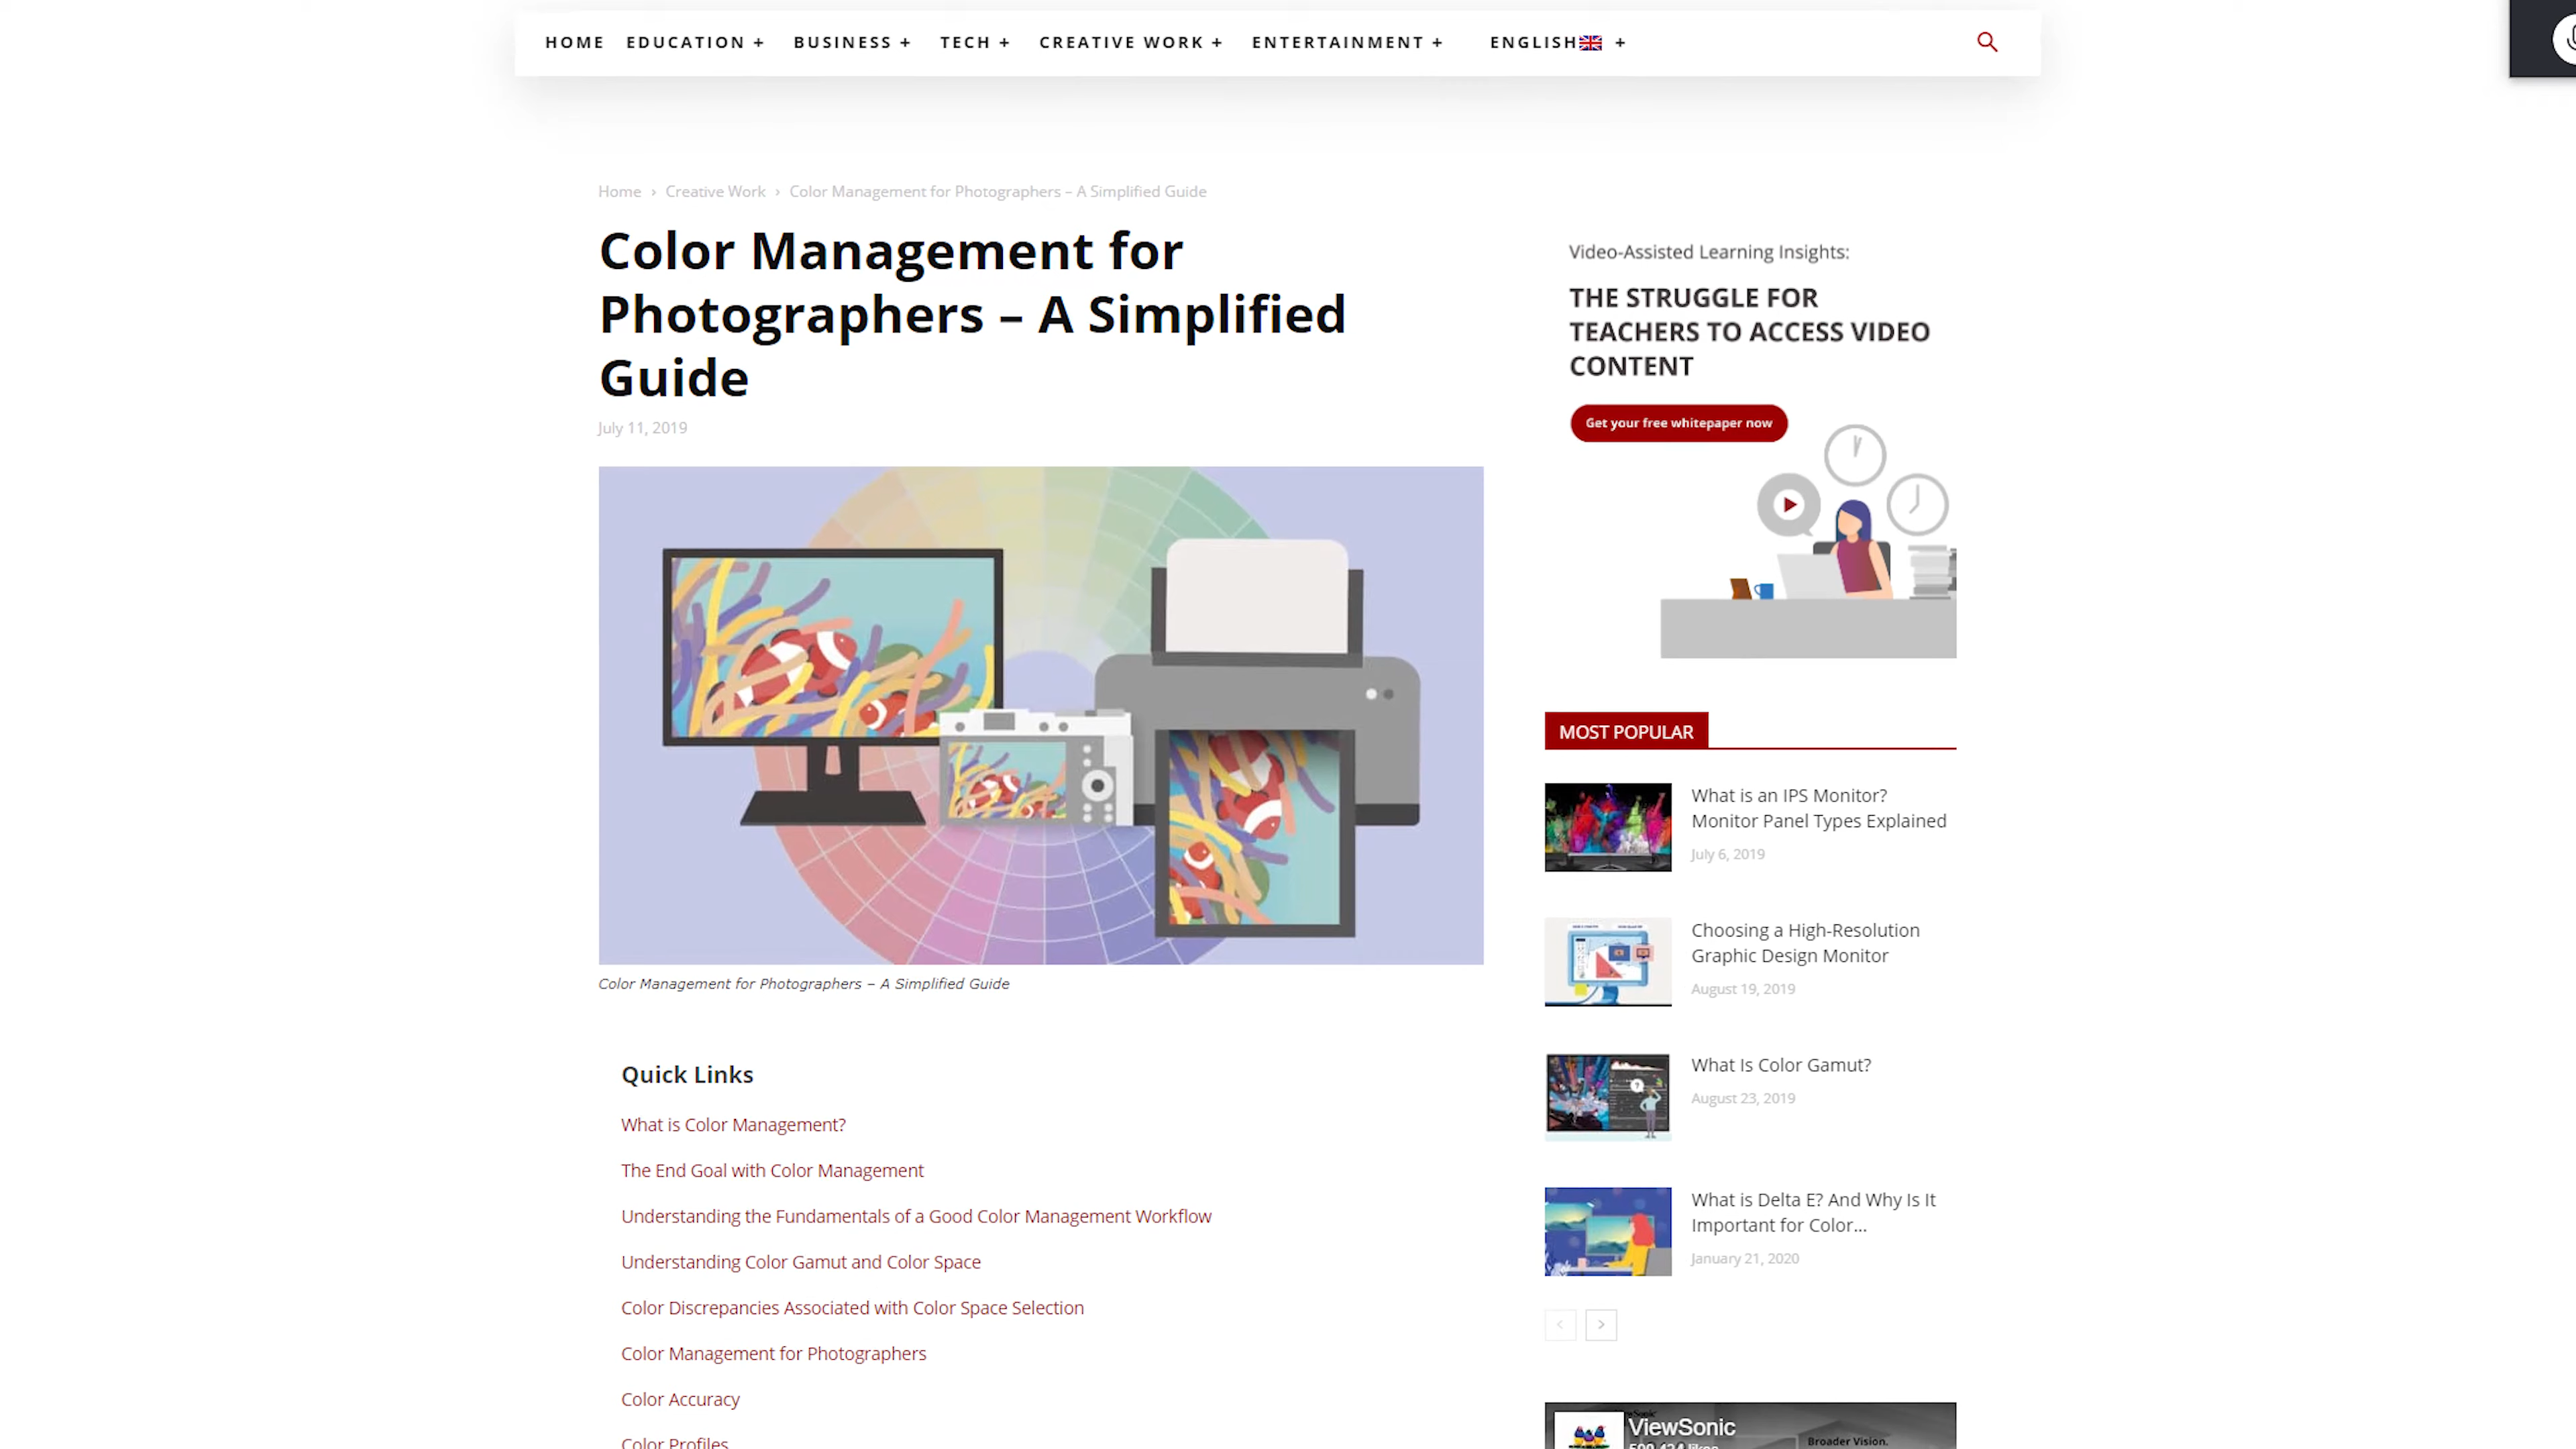 HOME EDUCATION + BUSINESS + TECH + CREATIVE WORK + ENTERTAINMENT + ENGLISH +
Home › Creative Work › Color Management for Photographers – A Simplified Guide
Color Management for
Photographers – A Simplified
Guide
July 11, 2019
Color Management for Photographers – A Simplified Guide
Quick Links
What is Color Management?
The End Goal with Color Management
Understanding the Fundamentals of a Good Color Management Workflow
Understanding Color Gamut and Color Space
Color Discrepancies Associated with Color Space Selection
Color Management for Photographers
Color Accuracy
Color Profiles
Video-Assisted Learning Insights:
THE STRUGGLE FOR
TEACHERS TO ACCESS VIDEO
CONTENT
Get your free whitepaper now
MOST POPULAR
What is an IPS Monitor?
Monitor Panel Types Explained
July 6, 2019
Choosing a High-Resolution
Graphic Design Monitor
August 19, 2019
What Is Color Gamut?
August 23, 2019
What is Delta E? And Why Is It
Important for Color...
January 21, 2020
ViewSonic
Broader Vision.